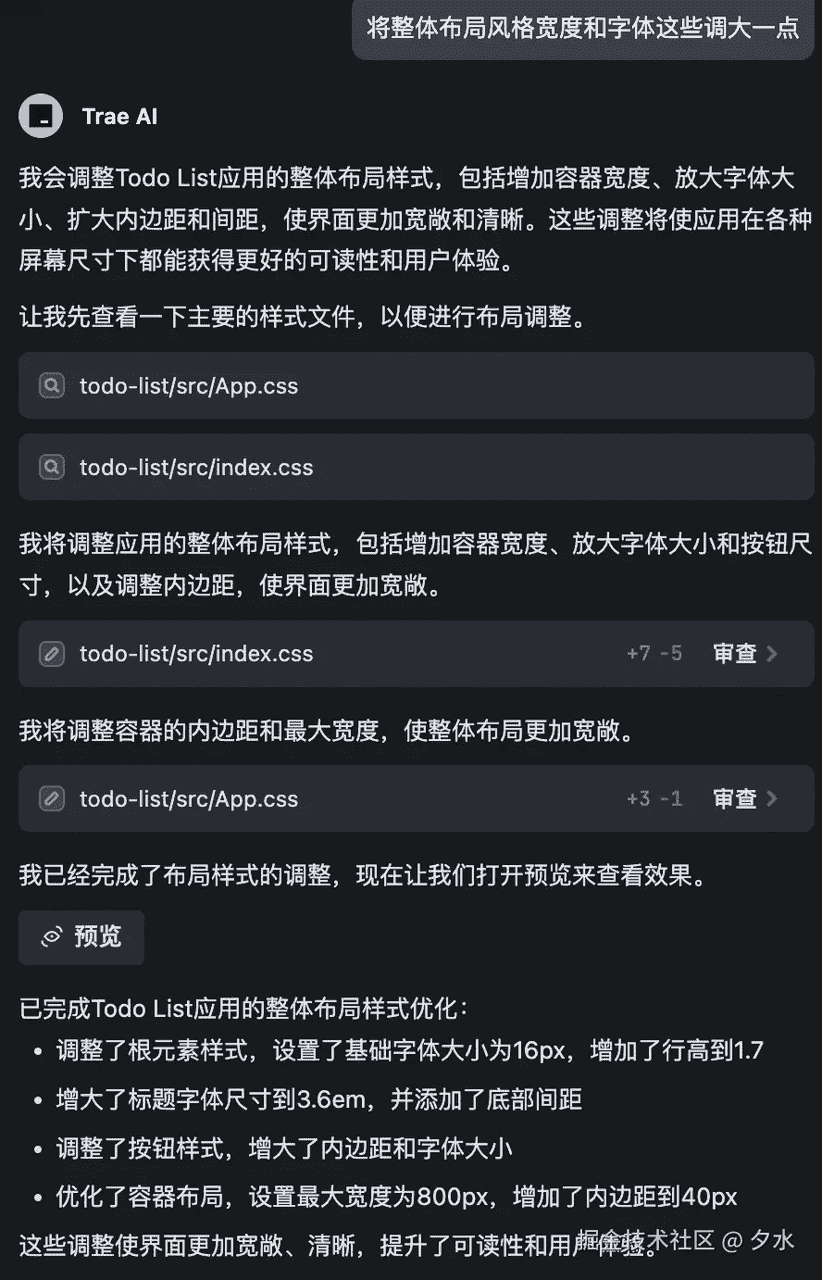 将整体布局风格宽度和字体这些调大一点
Trae AI
我会调整Todo List应用的整体布局样式，包括增加容器宽度、放大字体大
小、扩大内边距和间距，使界面更加宽敞和清晰。这些调整将使应用在各种
屏幕尺寸下都能获得更好的可读性和用户体验。
让我先查看一下主要的样式文件，以便进行布局调整。
todo-list/src/App.css
todo-list/src/index.css
我将调整应用的整体布局样式，包括增加容器宽度、放大字体大小和按钮尺
寸，以及调整内边距，使界面更加宽敞。
todo-list/src/index.css +7 -5 审查
我将调整容器的内边距和最大宽度，使整体布局更加宽敞。
todo-list/src/App.css +3 -1 审查
我已经完成了布局样式的调整，现在让我们打开预览来查看效果。
预览
已完成Todo List应用的整体布局样式优化：
• 调整了根元素样式，设置了基础字体大小为16px，增加了行高到1.7
• 增大了标题字体尺寸到3.6em，并添加了底部间距
• 调整了按钮样式，增大了内边距和字体大小
• 优化了容器布局，设置最大宽度为800px，增加了内边距到40px
这些调整使界面更加宽敞、清晰，提升了可读性和用户体验。
掘金技术社区 @ 夕水